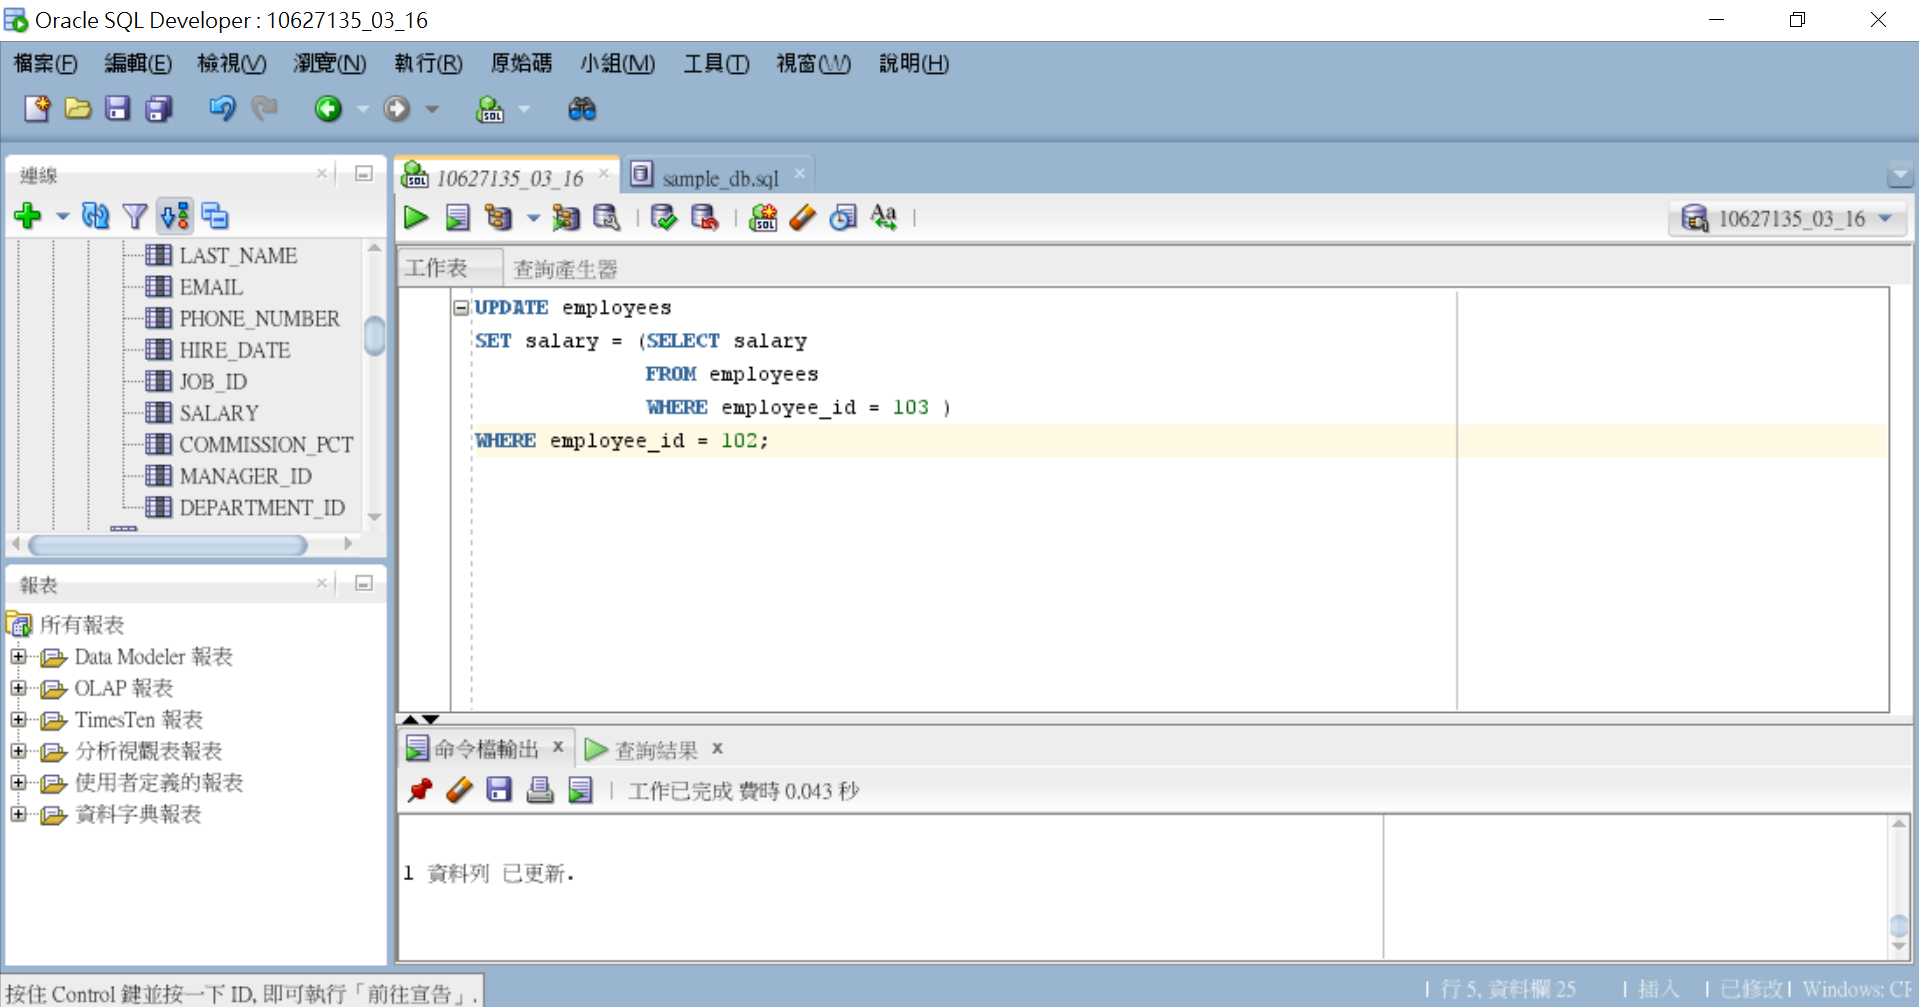 Oracle SQL Developer : 10627135_03_16
檔案(F) 編輯(E) 檢視(V) 瀏覽(N) 執行(R) 原始碼 小組(M) 工具(T) 視窗(W) 說明(H)
連線
LAST_NAME
EMAIL
PHONE_NUMBER
HIRE_DATE
JOB_ID
SALARY
COMMISSION_PCT
MANAGER_ID
DEPARTMENT_ID
報表
所有報表
Data Modeler 報表
OLAP 報表
TimesTen 報表
分析視觀表報表
使用者定義的報表
資料字典報表
10627135_03_16 sample_db.sql
10627135_03_16
工作表 查詢產生器
UPDATE employees
SET salary = (SELECT salary
FROM employees
WHERE employee_id = 103 )
WHERE employee_id = 102;
命令檔輸出 查詢結果
工作已完成 費時 0.043 秒
1 資料列 已更新.
按住 Control 鍵並按一下 ID, 即可執行「前往宣告」.
行 5, 資料欄 25 插入 已修改 Windows: CF